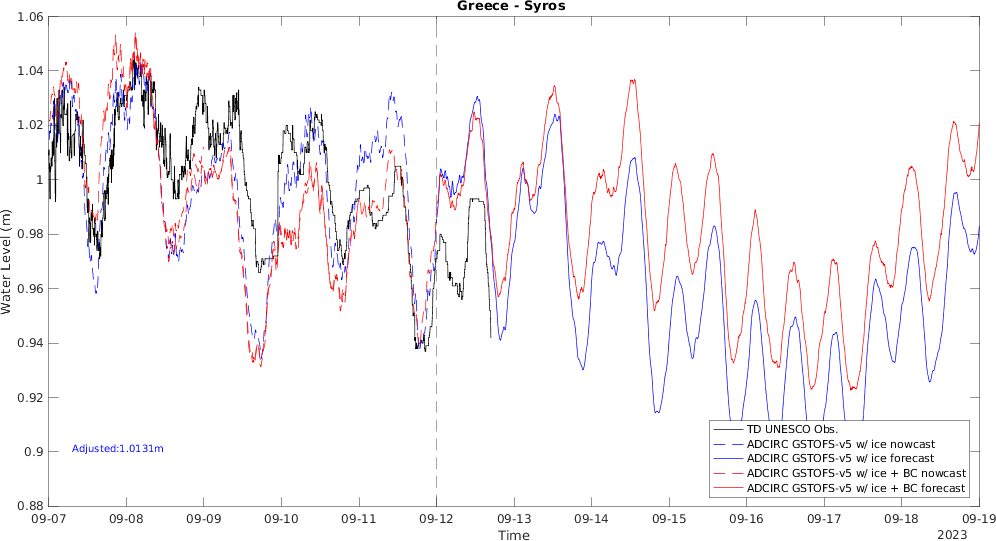 Greece - Syros
1.06
1.04
1.02
1
0.98
0.96
0.94
0.92
0.9
0.88
Water Level (m)
Adjusted:1.0131m
TD UNESCO Obs.
ADCIRC GSTOFS-v5 w/ ice nowcast
ADCIRC GSTOFS-v5 w/ ice forecast
ADCIRC GSTOFS-v5 w/ ice + BC nowcast
ADCIRC GSTOFS-v5 w/ ice + BC forecast
09-07 09-08 09-09 09-10 09-11 09-12 09-13 09-14 09-15 09-16 09-17 09-18 09-19
Time
2023